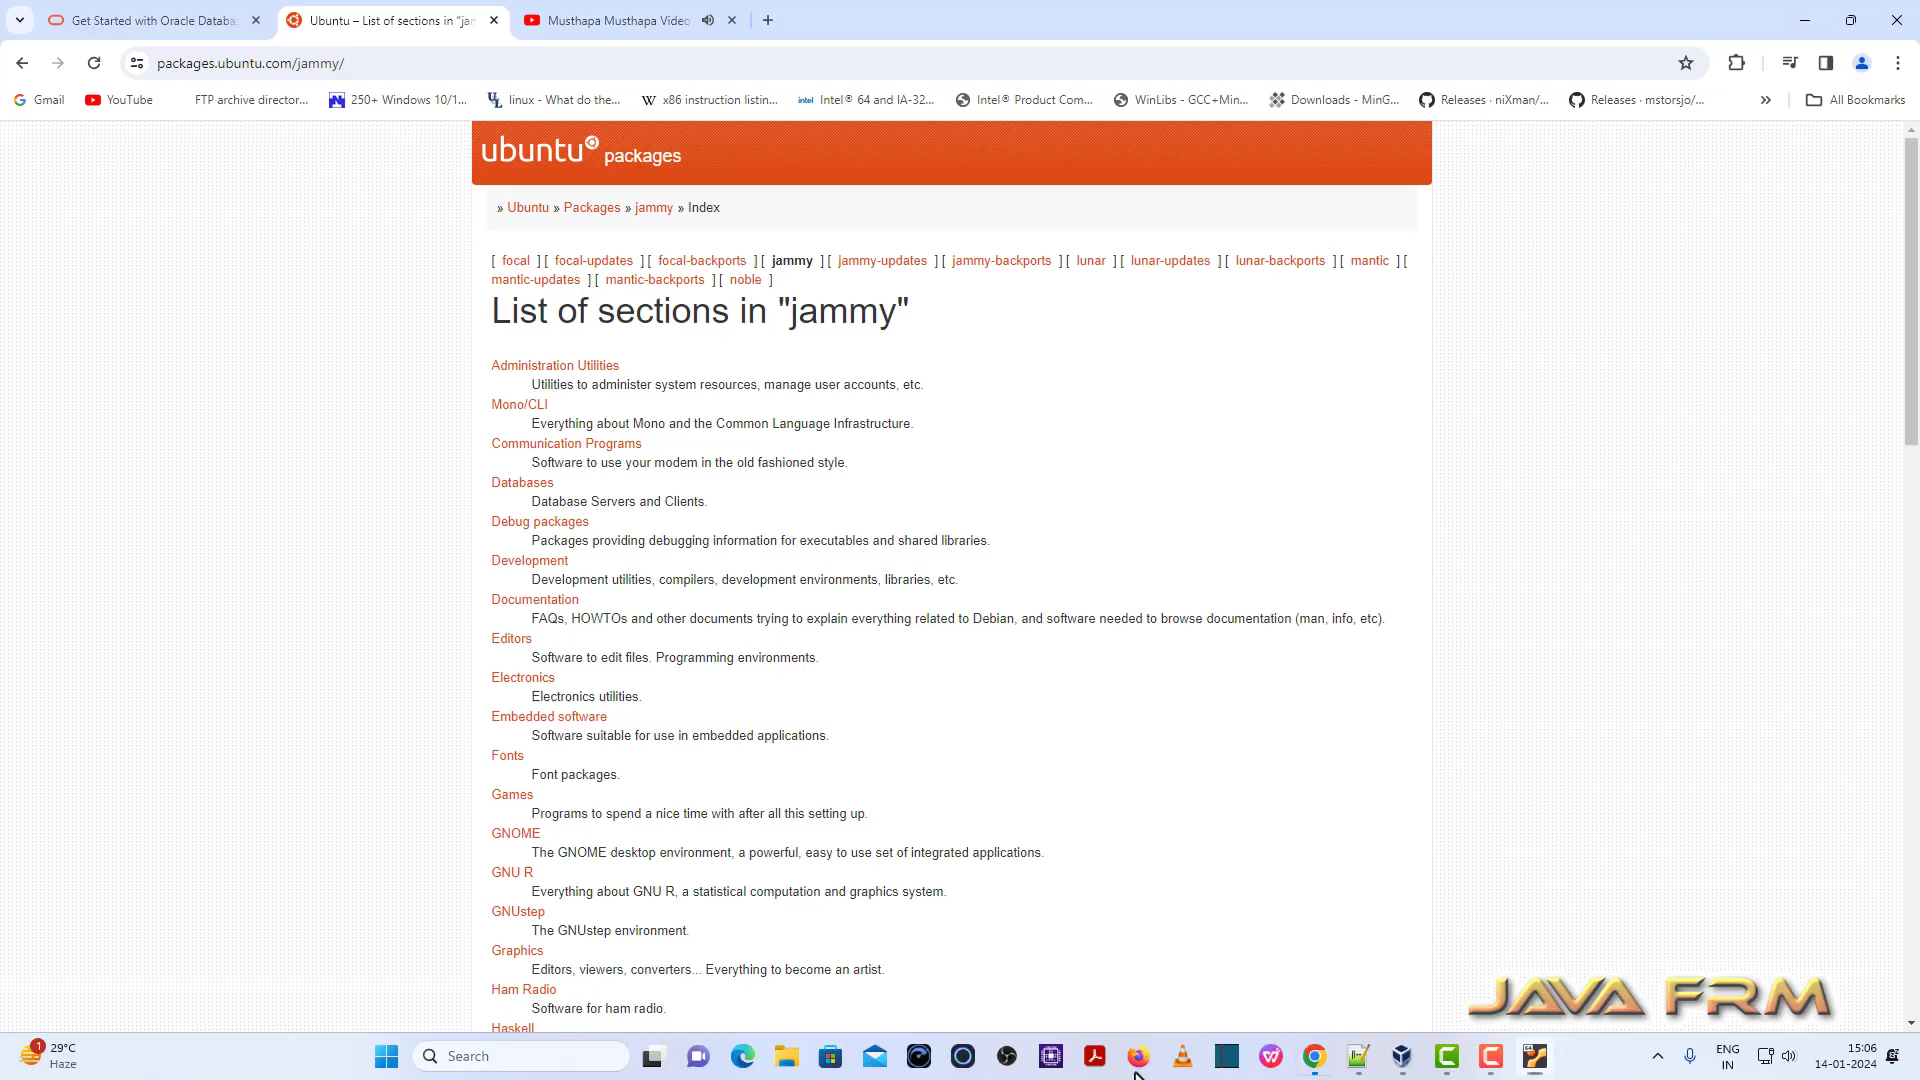 Get Started with Oracle Databa
Ubuntu – List of sections in "jan
Musthapa Musthapa Video
packages.ubuntu.com/jammy/
Gmail
YouTube
FTP archive director...
250+ Windows 10/1...
linux - What do the...
x86 instruction listin...
Intel® 64 and IA-32...
Intel® Product Com...
WinLibs - GCC+Min...
Downloads - MinG...
Releases · niXman/...
Releases · mstorsjo/...
All Bookmarks
ubuntu packages
» Ubuntu » Packages » jammy » Index
[ focal ] [ focal-updates ] [ focal-backports ] [ jammy ] [ jammy-updates ] [ jammy-backports ] [ lunar ] [ lunar-updates ] [ lunar-backports ] [ mantic ] [
mantic-updates ] [ mantic-backports ] [ noble ]
List of sections in "jammy"
Administration Utilities
Utilities to administer system resources, manage user accounts, etc.
Mono/CLI
Everything about Mono and the Common Language Infrastructure.
Communication Programs
Software to use your modem in the old fashioned style.
Databases
Database Servers and Clients.
Debug packages
Packages providing debugging information for executables and shared libraries.
Development
Development utilities, compilers, development environments, libraries, etc.
Documentation
FAQs, HOWTOs and other documents trying to explain everything related to Debian, and software needed to browse documentation (man, info, etc).
Editors
Software to edit files. Programming environments.
Electronics
Electronics utilities.
Embedded software
Software suitable for use in embedded applications.
Fonts
Font packages.
Games
Programs to spend a nice time with after all this setting up.
GNOME
The GNOME desktop environment, a powerful, easy to use set of integrated applications.
GNU R
Everything about GNU R, a statistical computation and graphics system.
GNUstep
The GNUstep environment.
Graphics
Editors, viewers, converters... Everything to become an artist.
Ham Radio
Software for ham radio.
Haskell
JAVA FRM
1
29°C
Haze
Search
ENG
IN
15:06
14-01-2024